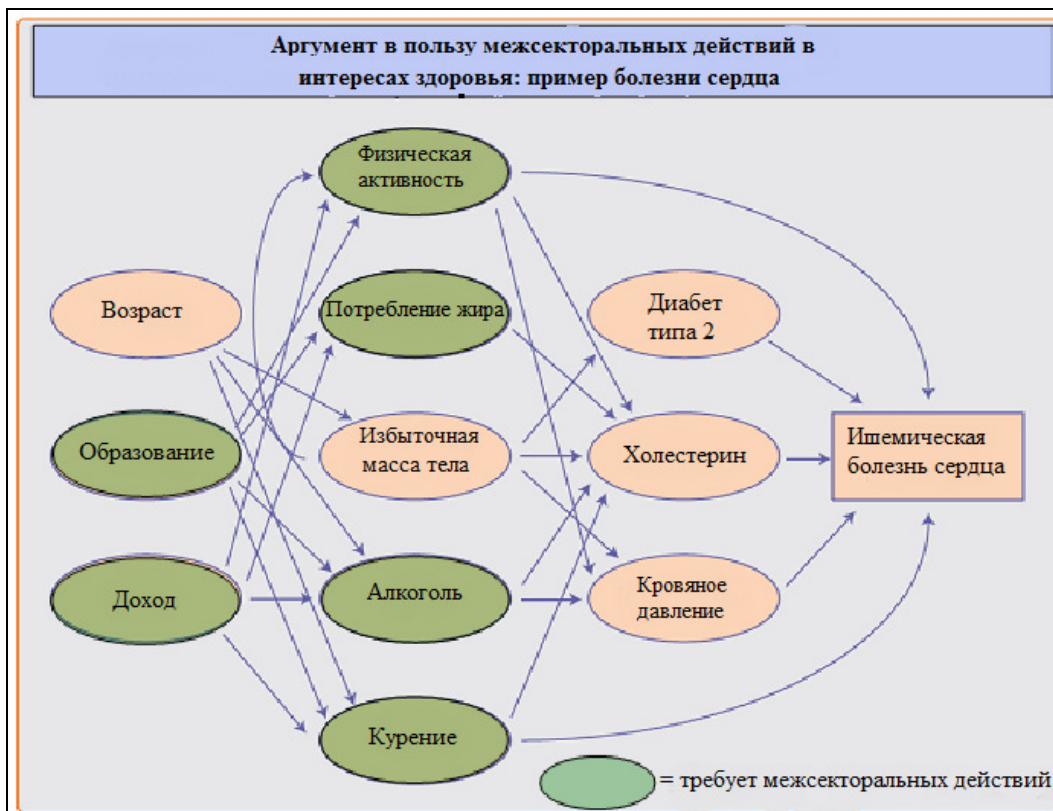 Аргумент в пользу межсекторальных действий в
интересах здоровья: пример болезни сердца
Физическая
активность
Возраст
Потребление жира
Диабет
типа 2
Образование
Избыточная
масса тела
Холестерин
Ишемическая
болезнь сердца
Доход
Алкоголь
Кровяное
давление
Курение
= требует межсекторальных действий